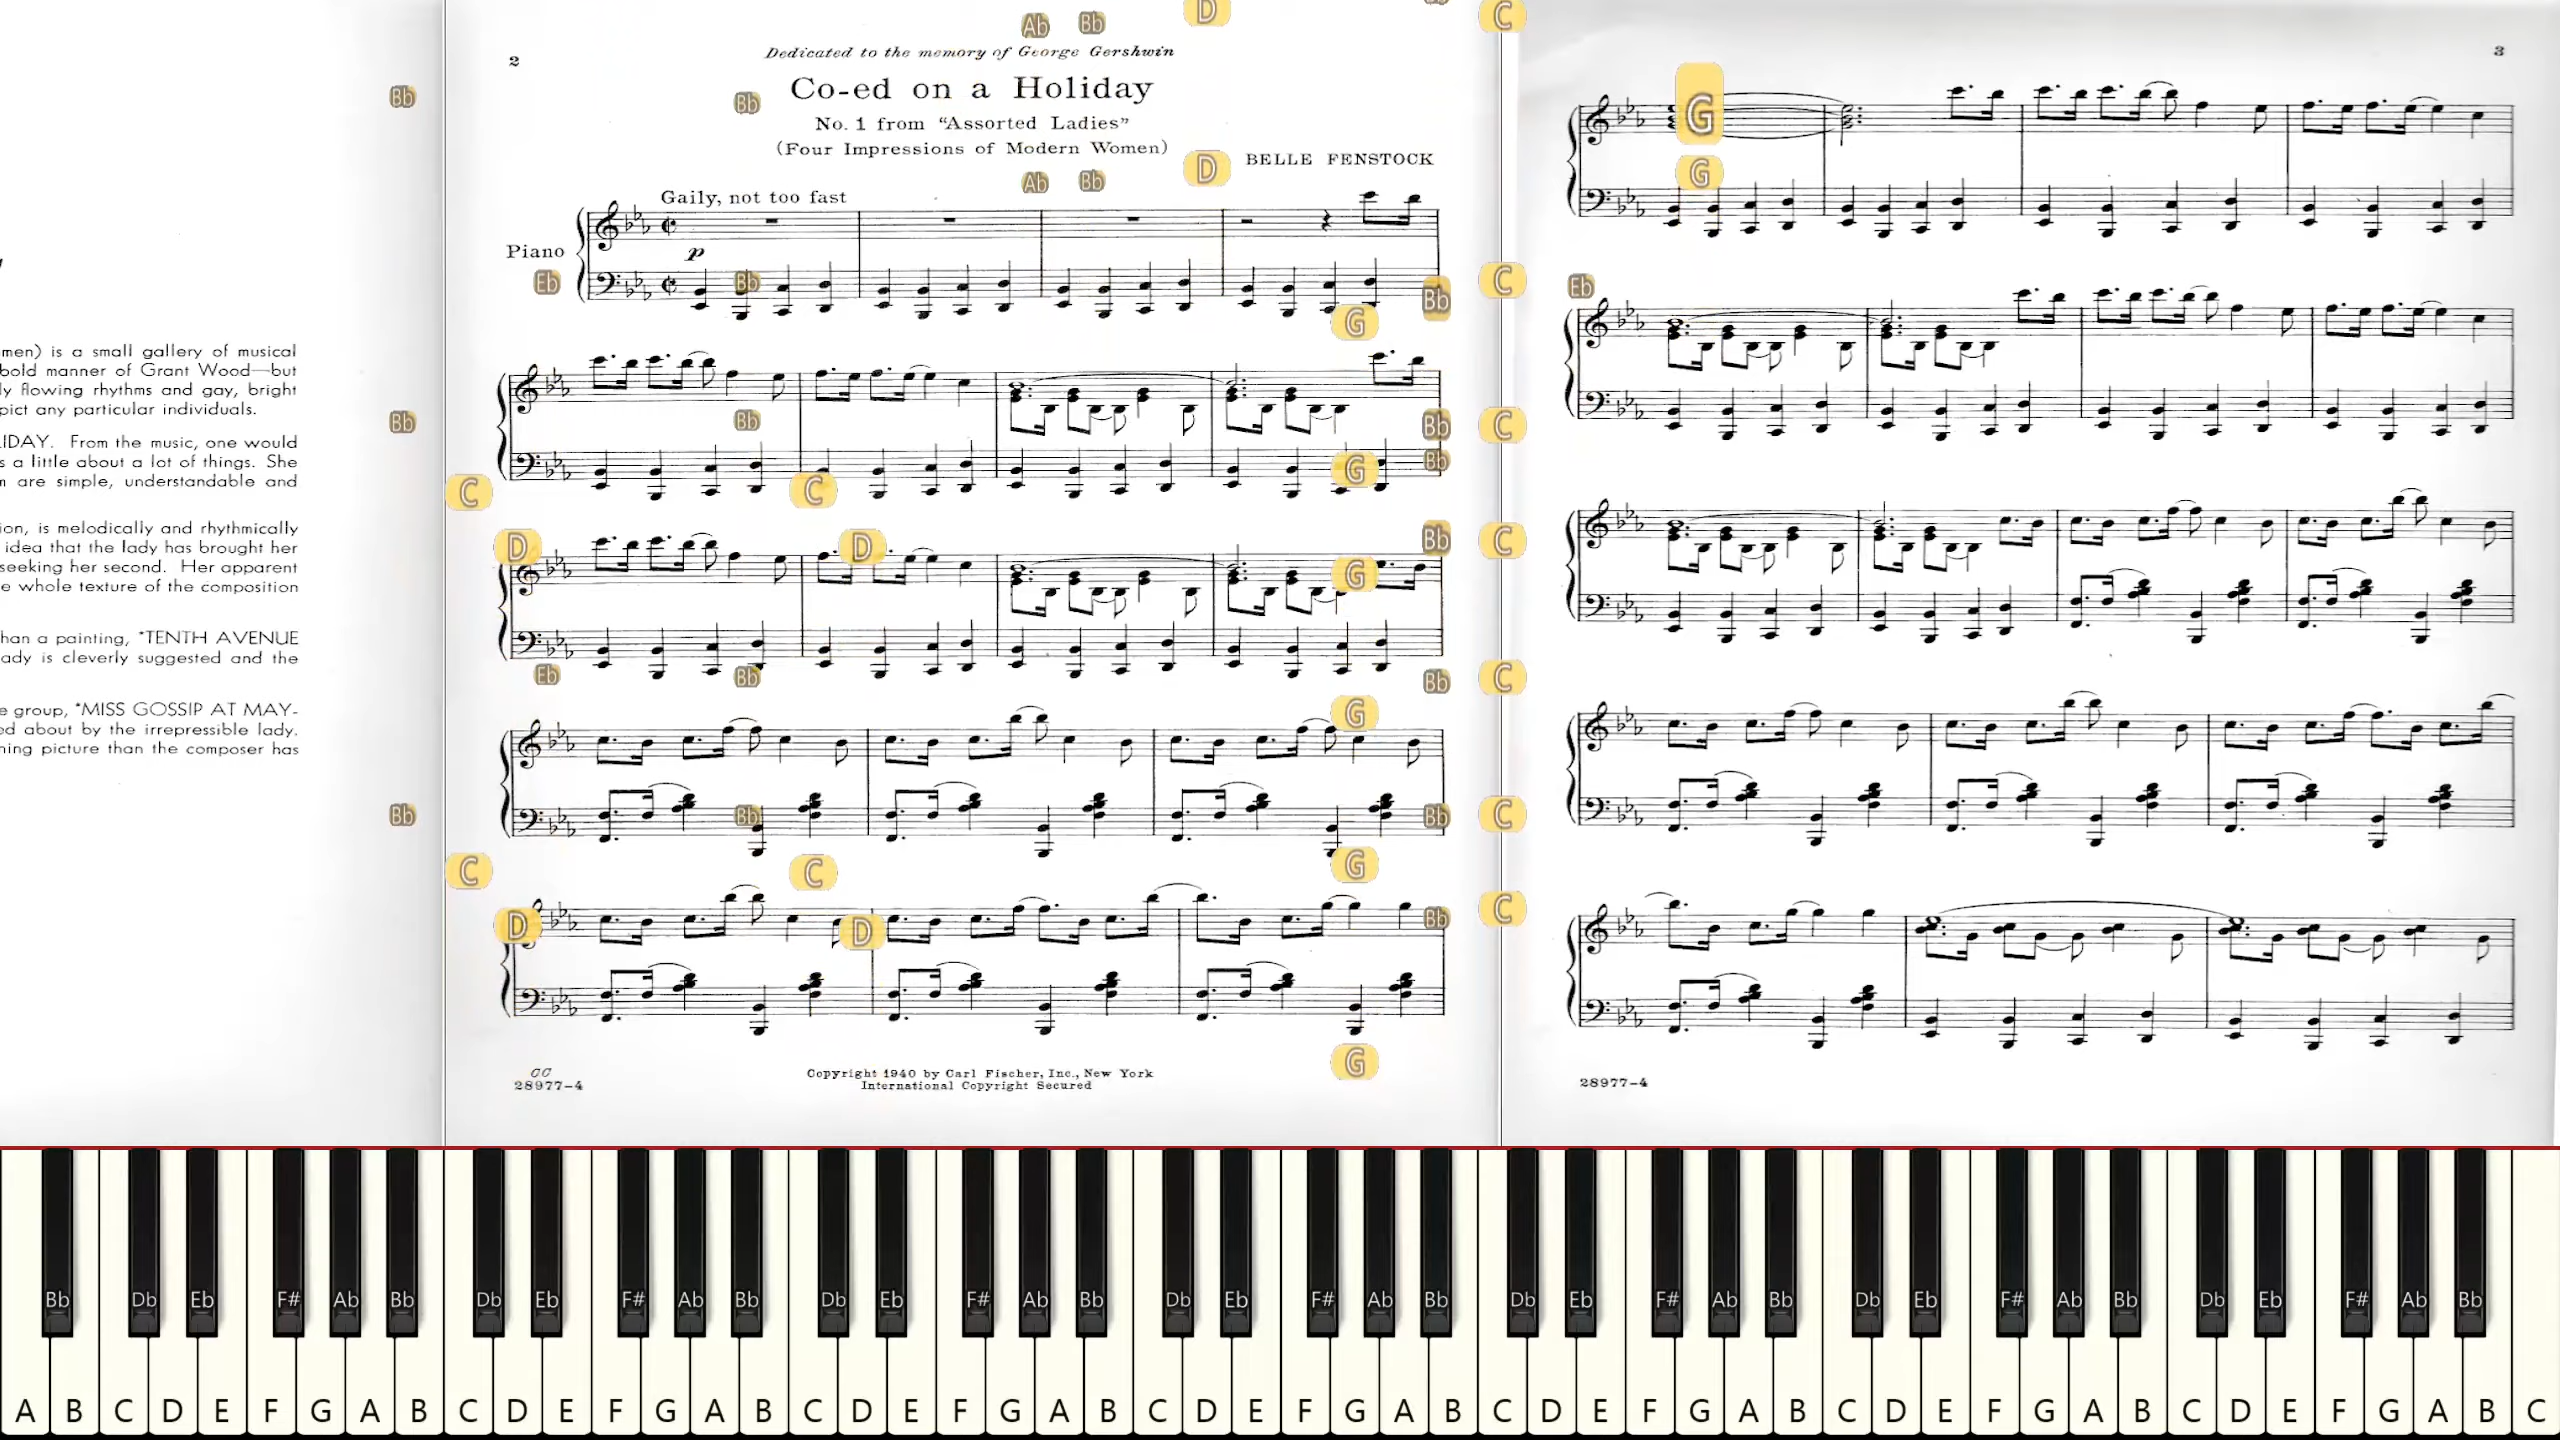 men) is a small gallery of musical
bold manner of Grant Wood—but
ly flowing rhythms and gay, bright
pict any particular individuals.
IDAY. From the music, one would
s a little about a lot of things. She
m are simple, understandable and
ion, is melodically and rhythmically
idea that the lady has brought her
seeking her second. Her apparent
e whole texture of the composition
han a painting, *TENTH AVENUE
ady is cleverly suggested and the
e group, *MISS GOSSIP AT MAY-
ed about by the irrepressible lady.
ning picture than the composer has
2
Dedicated to the memory of George Gershwin
Co-ed on a Holiday
No. 1 from “Assorted Ladies”
(Four Impressions of Modern Women)
BELLE FENSTOCK
Gaily, not too fast
Piano
p
CC
28977-4
Copyright 1940 by Carl Fischer, Inc., New York
International Copyright Secured
3
28977-4
Ab Bb D C
Bb Bb G
D G
Ab Bb
Eb Bb Bb C Eb
G
Bb Bb Bb C
G Bb
C C
D D Bb C
G
Eb Bb Bb C
G
Bb Bb Bb C
C C G
D D Bb C
G
Bb Db Eb F# Ab Bb Db Eb F# Ab Bb Db Eb F# Ab Bb Db Eb F# Ab Bb Db Eb F# Ab Bb Db Eb F# Ab Bb Db Eb F# Ab Bb
A B C D E F G A B C D E F G A B C D E F G A B C D E F G A B C D E F G A B C D E F G A B C D E F G A B C